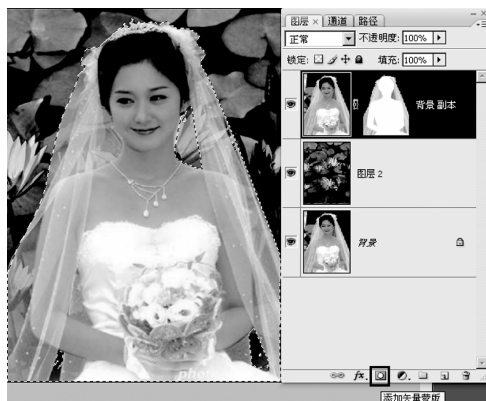 图层 × 通道 路径
正常 不透明度: 100%
锁定: 填充: 100%
背景 副本
图层 2
背景
fx.
添加矢量蒙版